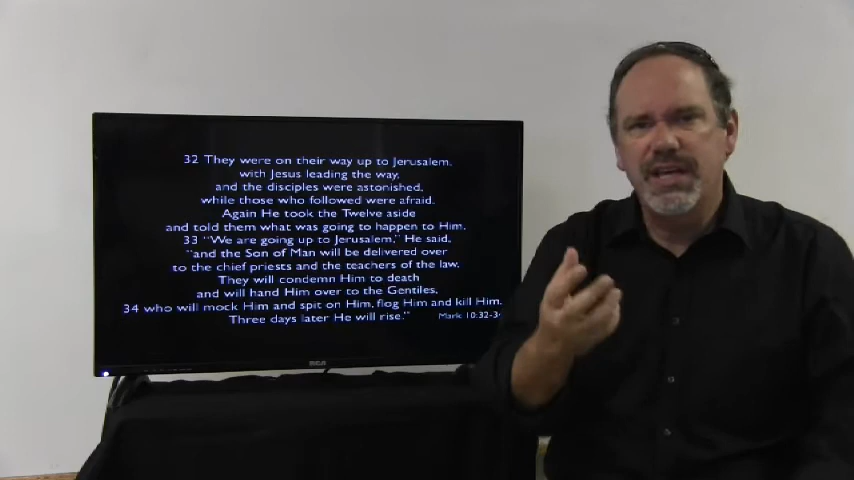 32 They were on their way up to Jerusalem,
with Jesus leading the way,
and the disciples were astonished,
while those who followed were afraid.
Again He took the Twelve aside
and told them what was going to happen to Him.
33 "We are going up to Jerusalem," He said,
"and the Son of Man will be delivered over
to the chief priests and the teachers of the law.
They will condemn Him to death
and will hand Him over to the Gentiles,
34 who will mock Him and spit on Him, flog Him and kill Him.
Three days later He will rise." Mark 10:32-34
RCA